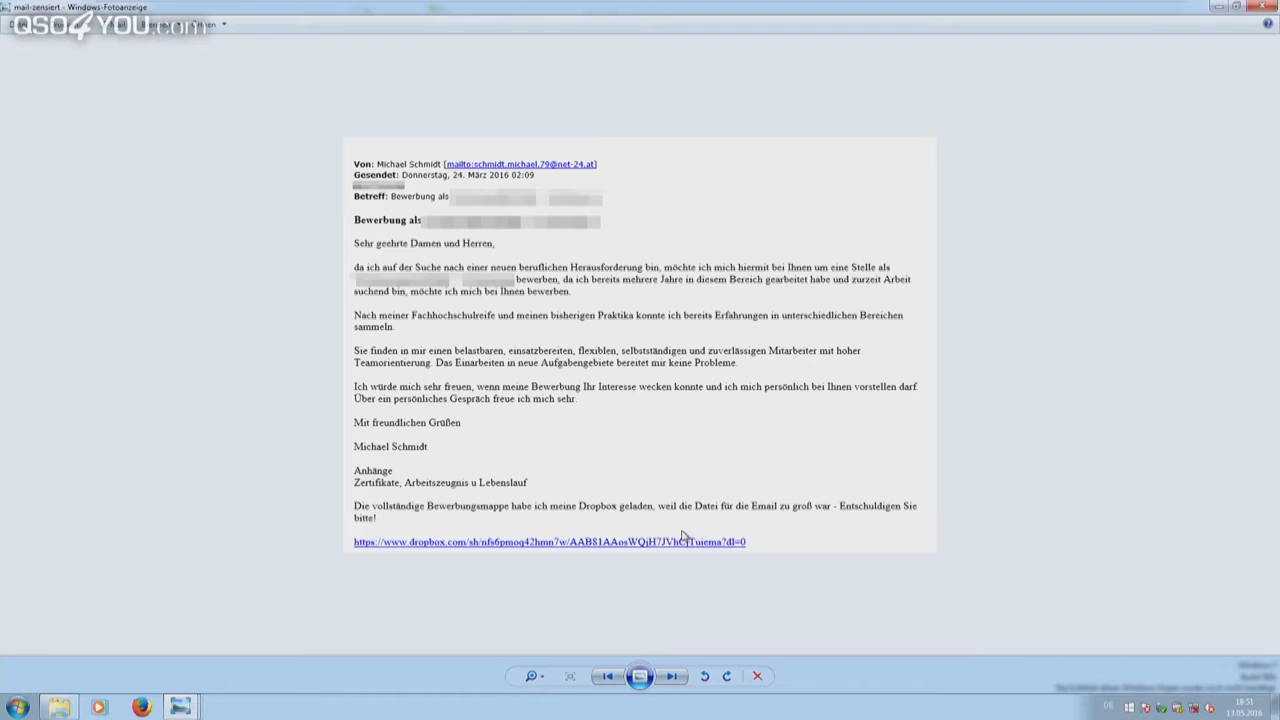 mail-zensiert - Windows-Fotoanzeige
QSO4YOU.com
Von: Michael Schmidt [mailto:schmidt.michael.79@net-24.at]
Gesendet: Donnerstag, 24. März 2016 02:09
Betreff: Bewerbung als
Bewerbung als
Sehr geehrte Damen und Herren,
da ich auf der Suche nach einer neuen beruflichen Herausforderung bin, möchte ich mich hiermit bei Ihnen um eine Stelle als
bewerben, da ich bereits mehrere Jahre in diesem Bereich gearbeitet habe und zurzeit Arbeit
suchend bin, möchte ich mich bei Ihnen bewerben.
Nach meiner Fachhochschulreife und meinen bisherigen Praktika konnte ich bereits Erfahrungen in unterschiedlichen Bereichen
sammeln.
Sie finden in mir einen belastbaren, einsatzbereiten, flexiblen, selbstständigen und zuverlässigen Mitarbeiter mit hoher
Teamorientierung. Das Einarbeiten in neue Aufgabengebiete bereitet mir keine Probleme.
Ich würde mich sehr freuen, wenn meine Bewerbung Ihr Interesse wecken konnte und ich mich persönlich bei Ihnen vorstellen darf.
Über ein persönliches Gespräch freue ich mich sehr.
Mit freundlichen Grüßen
Michael Schmidt
Anhänge
Zertifikate, Arbeitszeugnis u Lebenslauf
Die vollständige Bewerbungsmappe habe ich meine Dropbox geladen, weil die Datei für die Email zu groß war - Entschuldigen Sie
bitte!
DE
18:51
13.05.2016